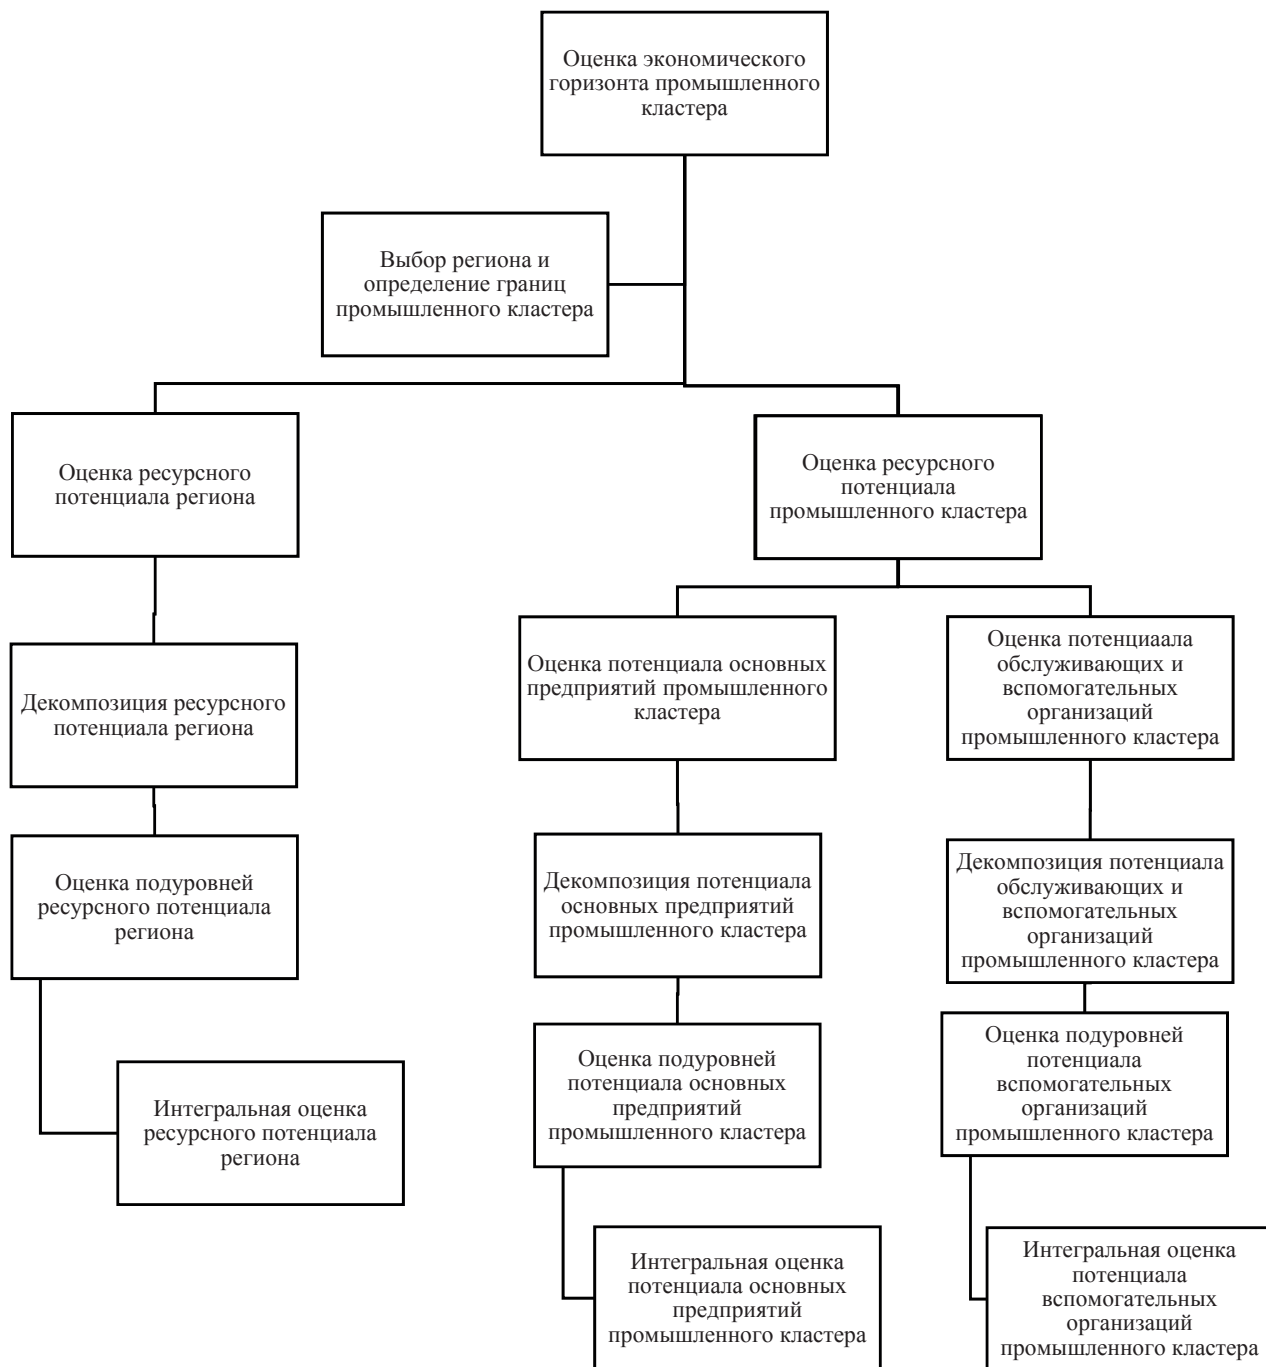 Оценка экономического
горизонта промышленного
кластера
Выбор региона и
определение границ
промышленного кластера
Оценка ресурсного
потенциала региона
Оценка ресурсного
потенциала
промышленного кластера
Декомпозиция ресурсного
потенциала региона
Оценка потенциала основных
предприятий промышленного
кластера
Оценка потенциаала
обслуживающих и
вспомогательных
организаций
промышленного кластера
Оценка подуровней
ресурсного потенциала
региона
Декомпозиция потенциала
основных предприятий
промышленного кластера
Декомпозиция потенциала
обслуживающих и
вспомогательных
организаций
промышленного кластера
Интегральная оценка
ресурсного потенциала
региона
Оценка подуровней
потенциала основных
предприятий
промышленного кластера
Оценка подуровней
потенциала
вспомогательных
организаций
промышленного кластера
Интегральная оценка
потенциала основных
предприятий
промышленного кластера
Интегральная оценка
потенциала
вспомогательных
организаций
промышленного кластера